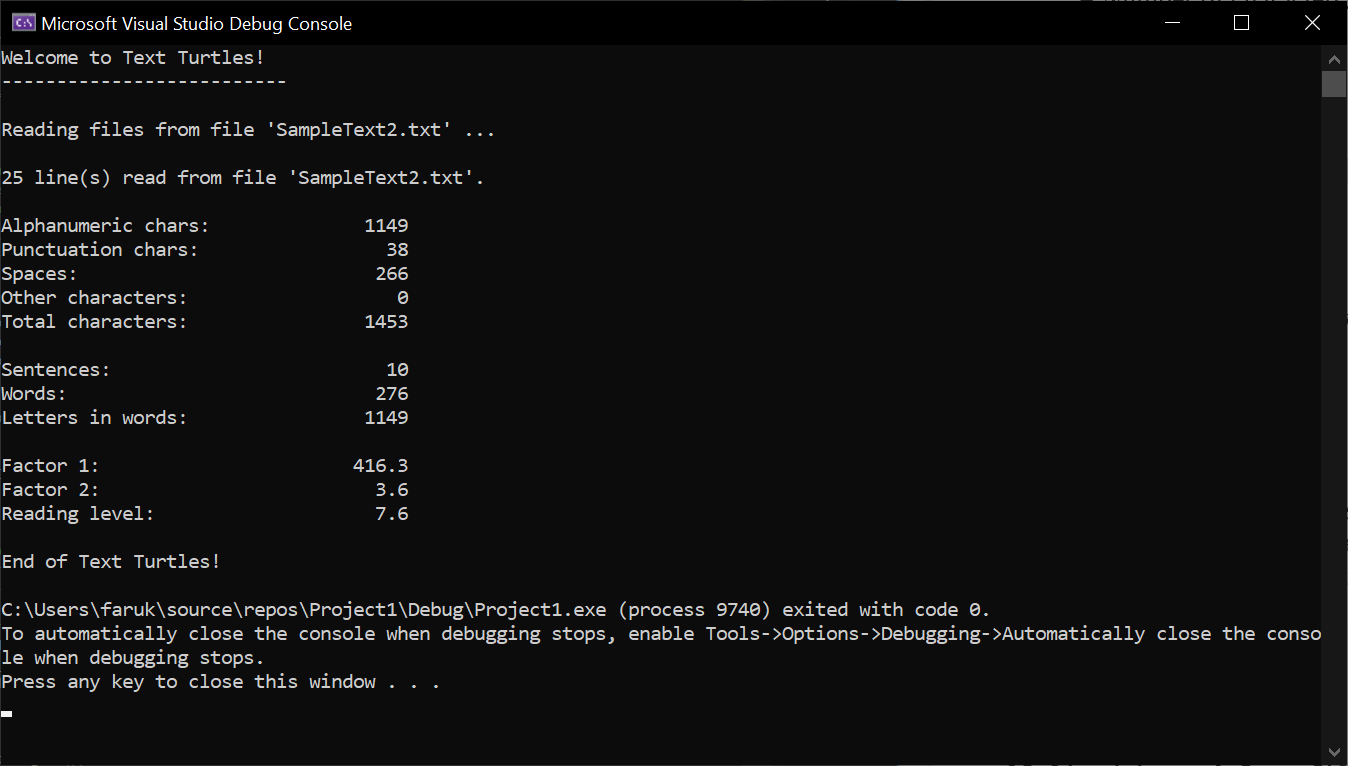 Microsoft Visual Studio Debug Console
Welcome to Text Turtles!
--------------------------
Reading files from file 'SampleText2.txt' ...
25 line(s) read from file 'SampleText2.txt'.
Alphanumeric chars: 1149
Punctuation chars: 38
Spaces: 266
Other characters: 0
Total characters: 1453
Sentences: 10
Words: 276
Letters in words: 1149
Factor 1: 416.3
Factor 2: 3.6
Reading level: 7.6
End of Text Turtles!
C:\Users\faruk\source\repos\Project1\Debug\Project1.exe (process 9740) exited with code 0.
To automatically close the console when debugging stops, enable Tools->Options->Debugging->Automatically close the conso
le when debugging stops.
Press any key to close this window . . .